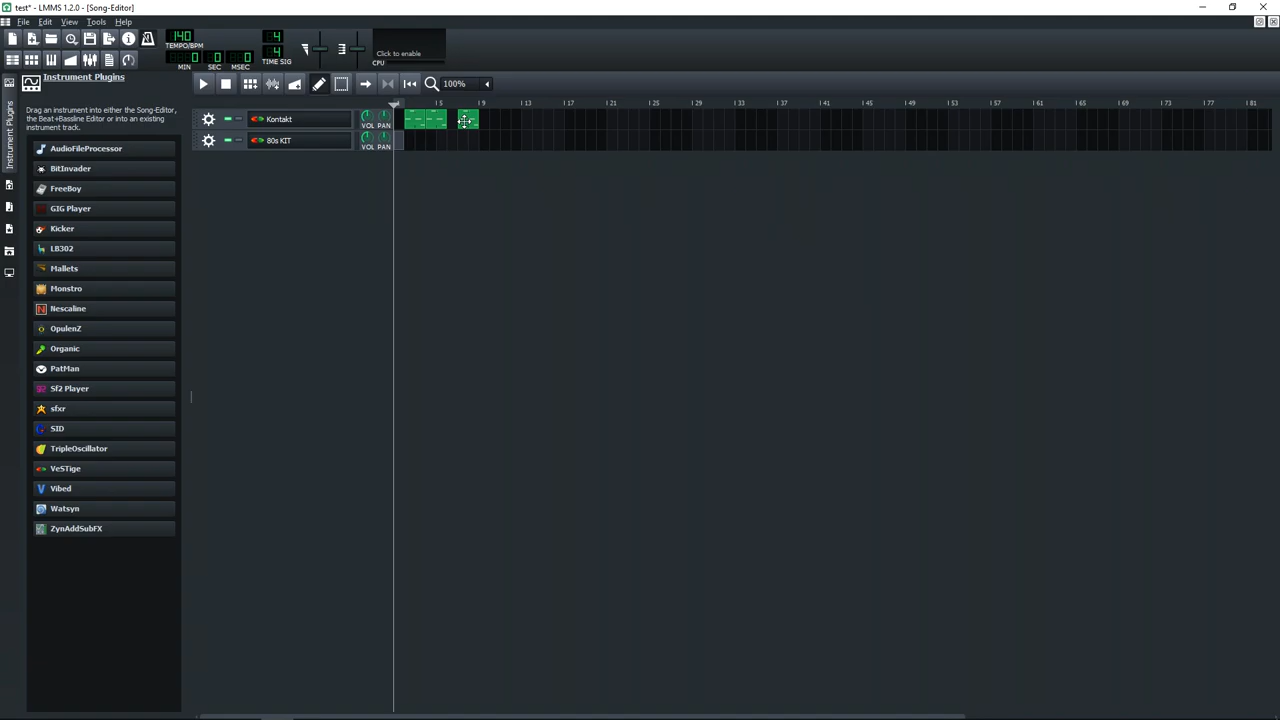 test* - LMMS 1.2.0 - [Song-Editor]
File Edit View Tools Help
140
TEMPO/BPM
0 0 0
MIN SEC MSEC
4
4
TIME SIG
Click to enable
CPU
Instrument Plugins
Instrument Plugins
100%
Drag an instrument into either the Song-Editor, the Beat+Bassline Editor or into an existing instrument track.
5 9 13 17 21 25 29 33 37 41 45 49 53 57 61 65 69 73 77 81
Kontakt
VOL PAN
80s KIT
VOL PAN
AudioFileProcessor
BitInvader
FreeBoy
GIG Player
Kicker
LB302
Mallets
Monstro
Nescaline
OpulenZ
Organic
PatMan
Sf2 Player
sfxr
SID
TripleOscillator
VeSTige
Vibed
Watsyn
ZynAddSubFX